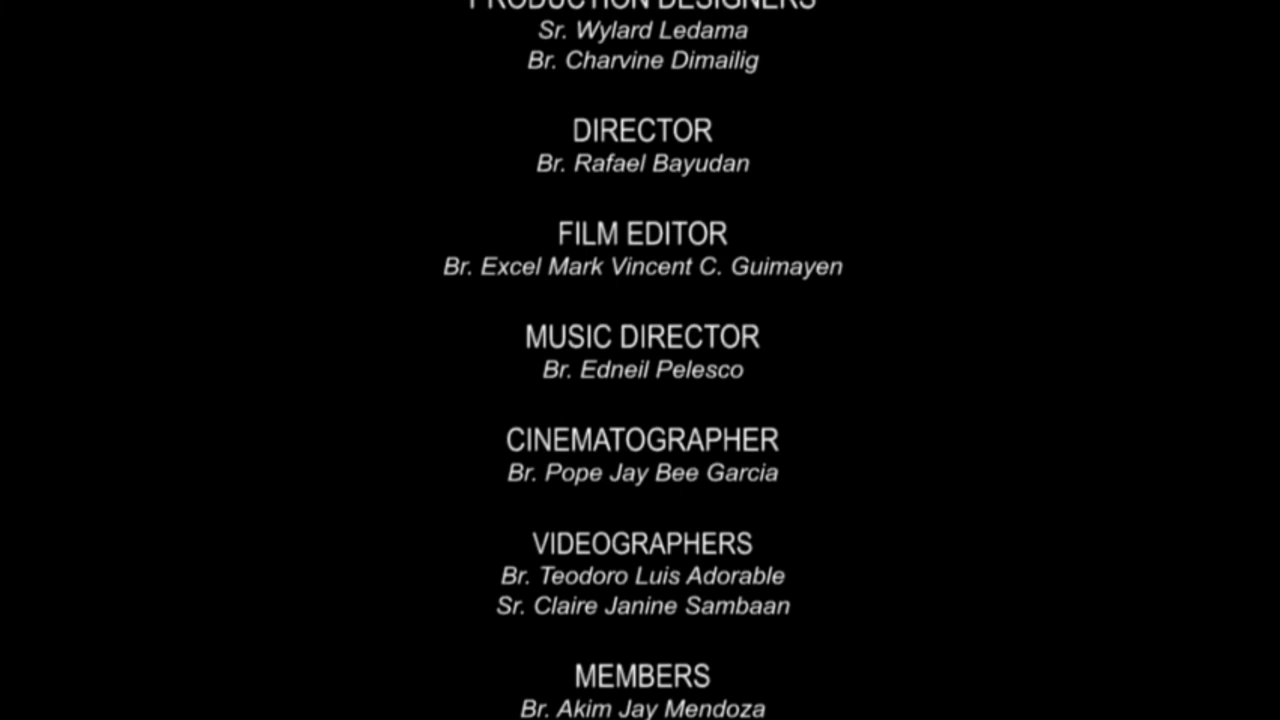 PRODUCTION DESIGNERS
Sr. Wylard Ledama
Br. Charvine Dimailig
DIRECTOR
Br. Rafael Bayudan
FILM EDITOR
Br. Excel Mark Vincent C. Guimayen
MUSIC DIRECTOR
Br. Edneil Pelesco
CINEMATOGRAPHER
Br. Pope Jay Bee Garcia
VIDEOGRAPHERS
Br. Teodoro Luis Adorable
Sr. Claire Janine Sambaan
MEMBERS
Br. Akim Jay Mendoza